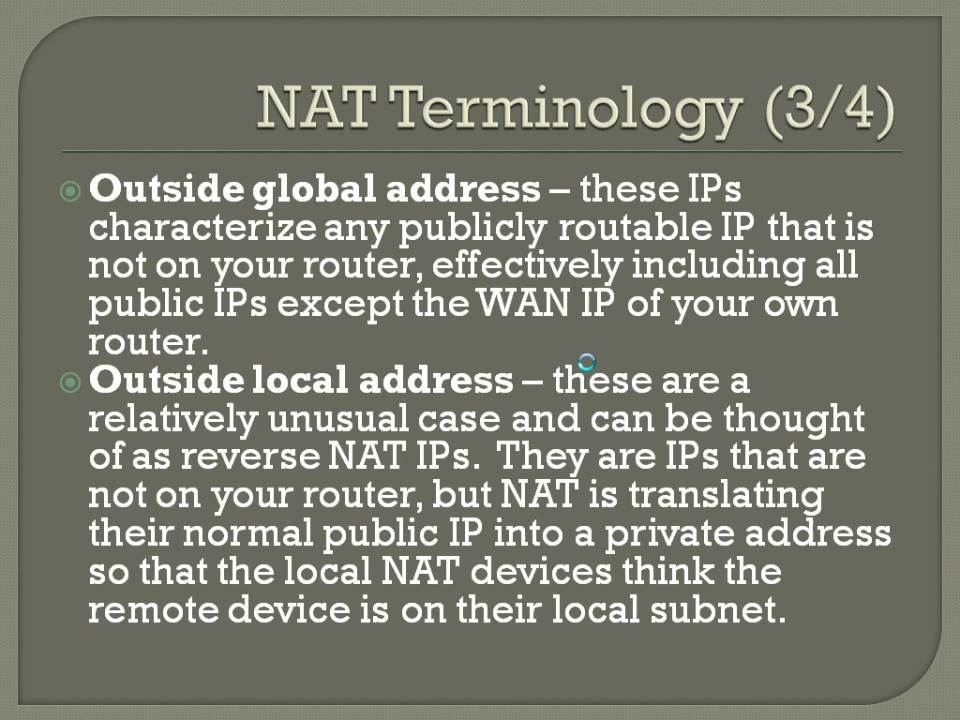 NAT Terminology (3/4)
Outside global address – these IPs
characterize any publicly routable IP that is
not on your router, effectively including all
public IPs except the WAN IP of your own
router.
Outside local address – these are a
relatively unusual case and can be thought
of as reverse NAT IPs.  They are IPs that are
not on your router, but NAT is translating
their normal public IP into a private address
so that the local NAT devices think the
remote device is on their local subnet.